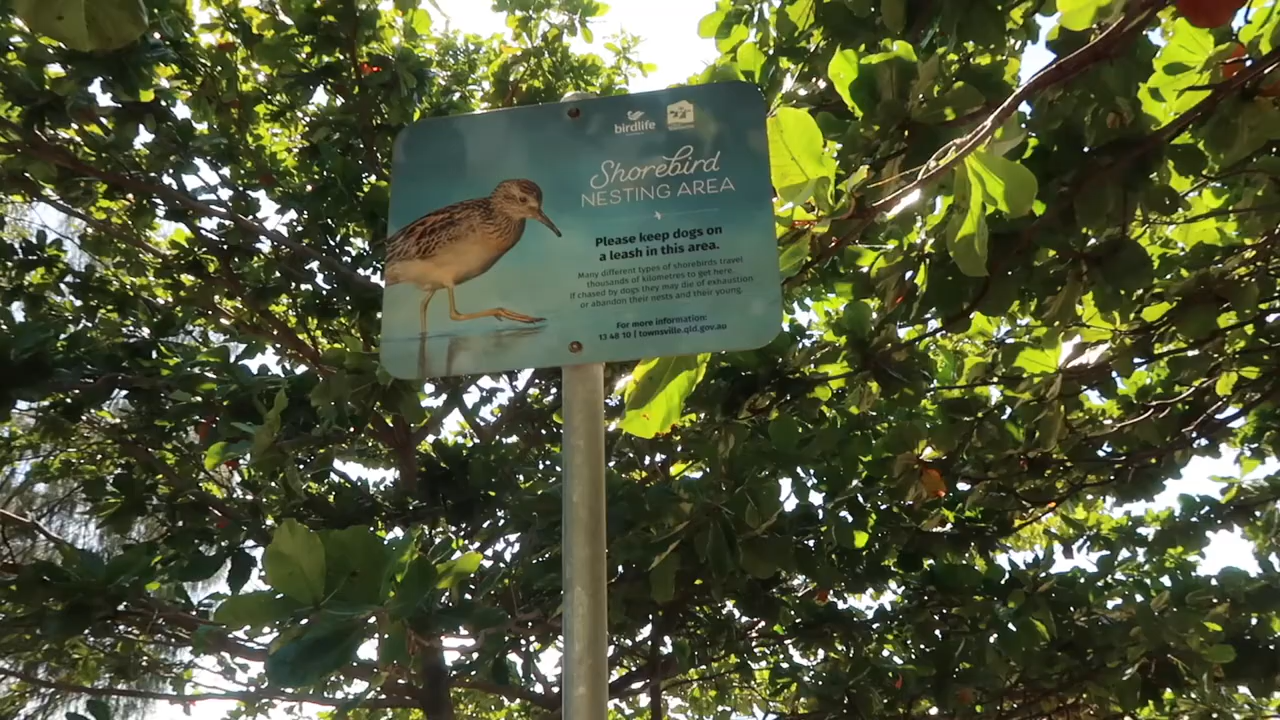 birdlife
Shorebird
NESTING AREA
Please keep dogs on
a leash in this area.
Many different types of shorebirds travel
thousands of kilometres to get here.
If chased by dogs they may die of exhaustion
or abandon their nests and their young.
For more information:
13 48 10 | townsville.qld.gov.au